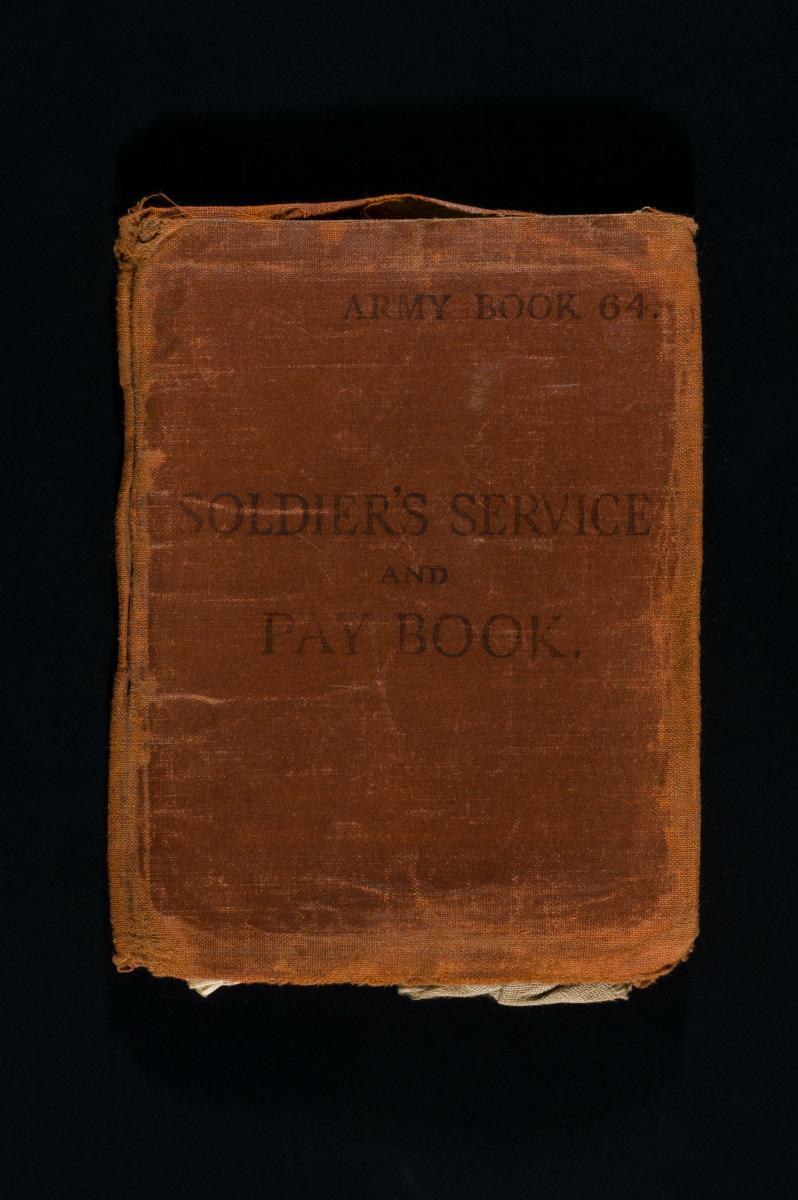 ARMY BOOK 64.
SOLDIER'S SERVICE
AND
PAY BOOK.